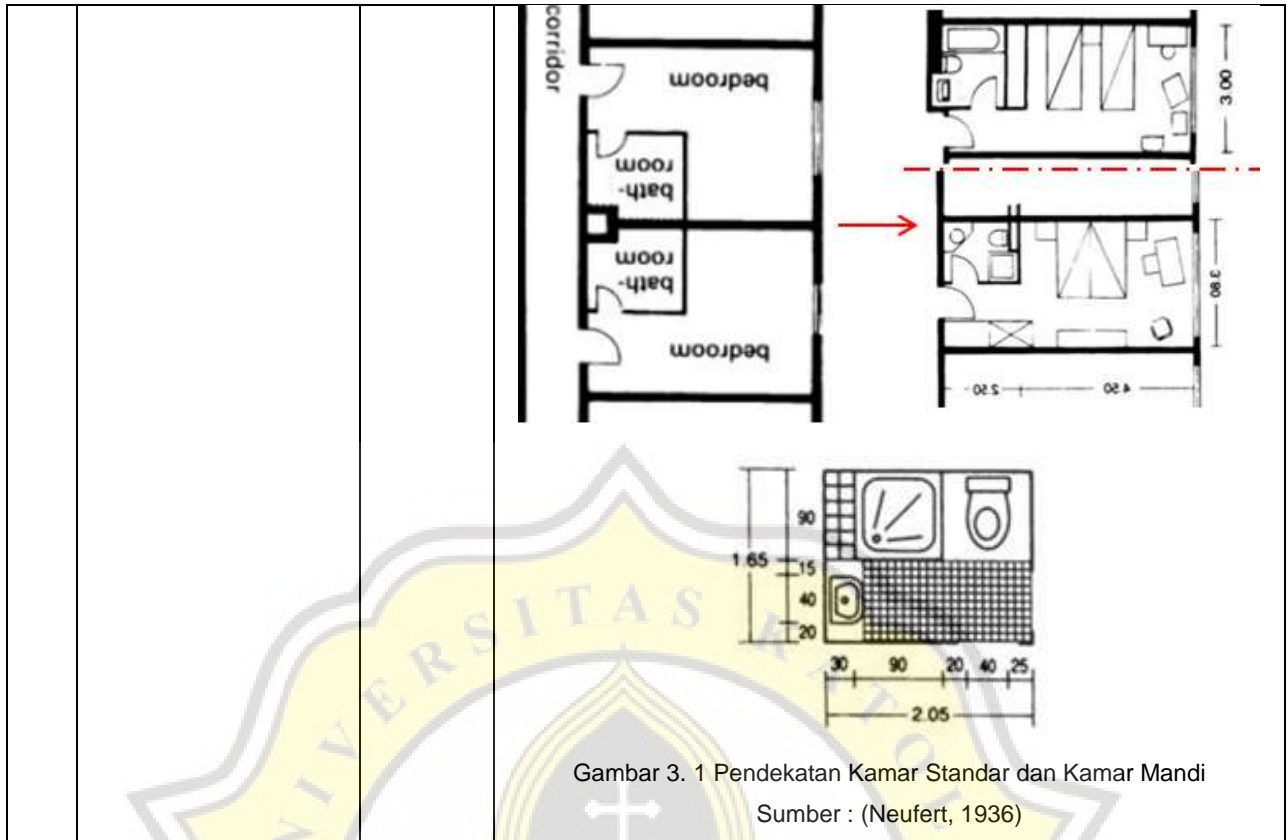 corridor
bedroom
bath-
room
bath-
room
bedroom
3.00
3.80
2.50
4.50
90
1.65
15
40
20
30 90 20 40 25
2.05
UNIVERSITAS KATOL
Gambar 3. 1 Pendekatan Kamar Standar dan Kamar Mandi
Sumber : (Neufert, 1936)